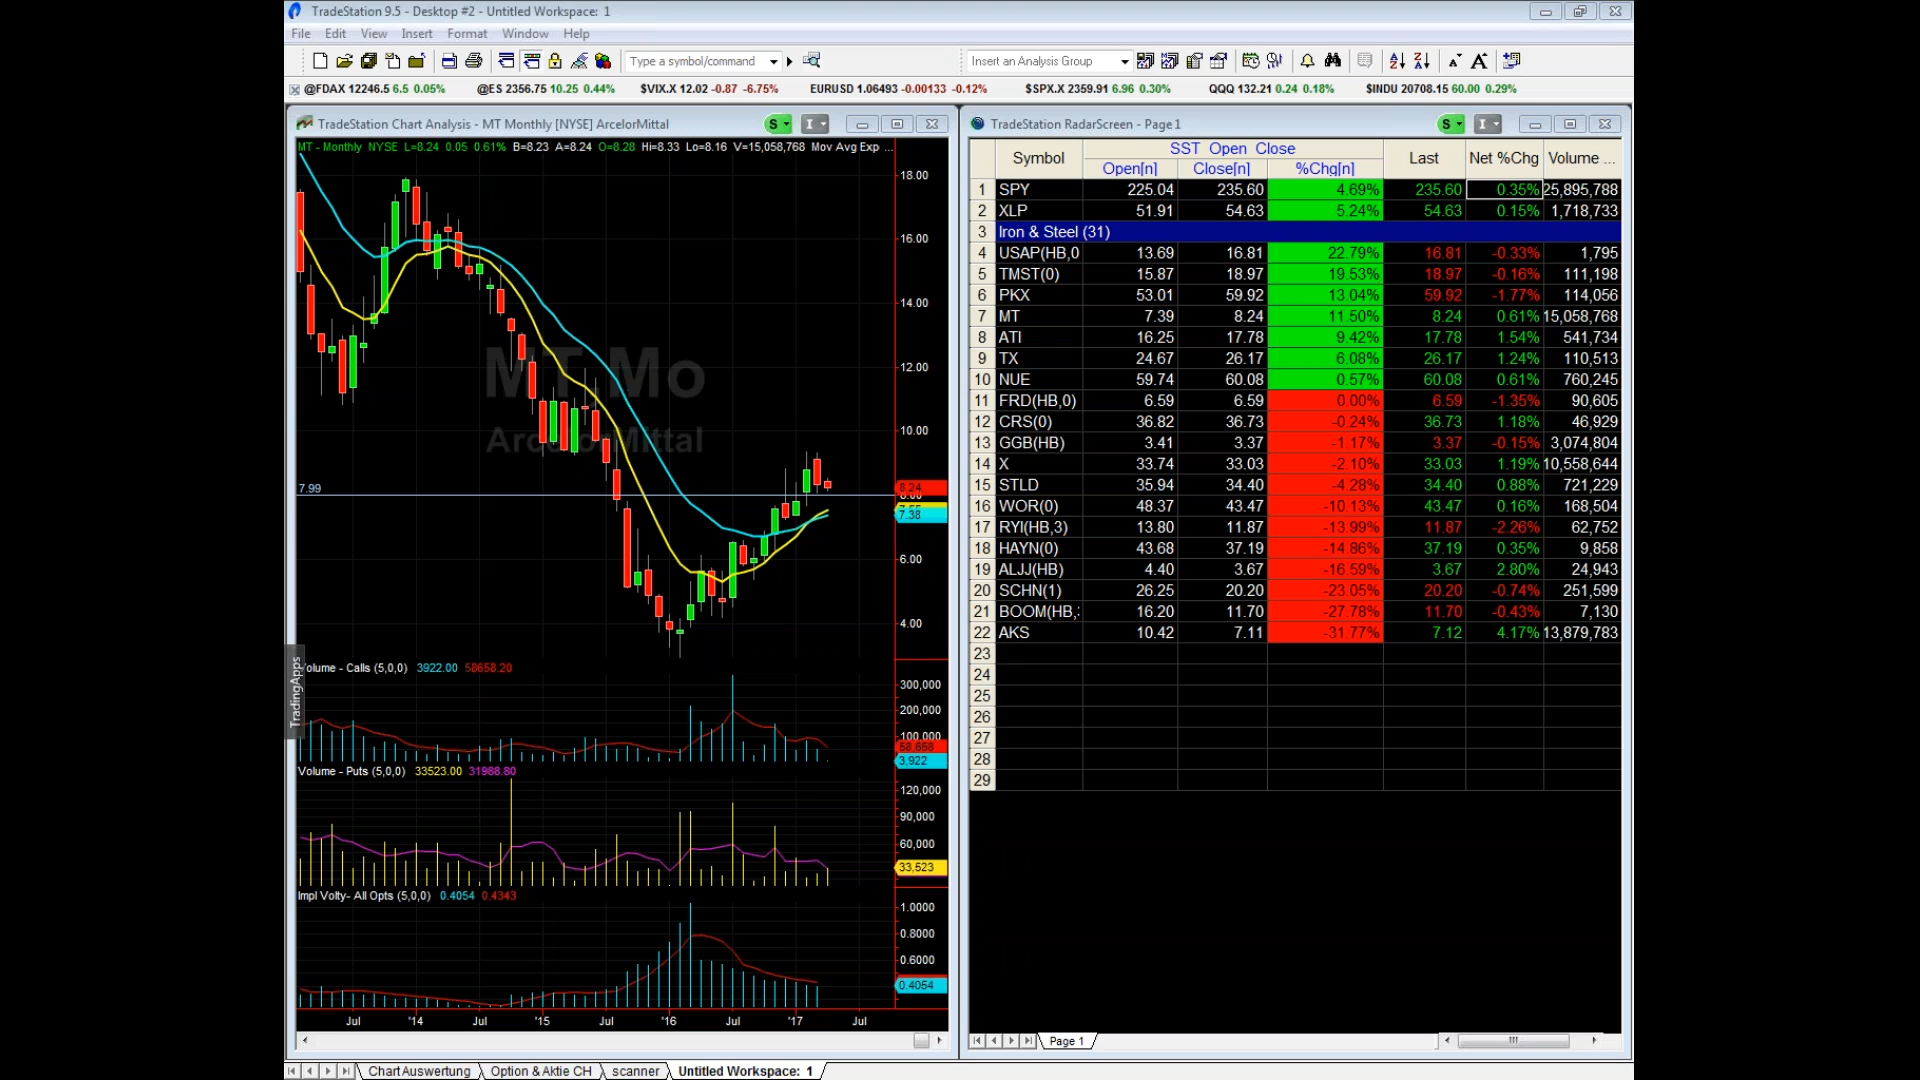 TradeStation 9.5 - Desktop #2 - Untitled Workspace: 1
File Edit View Insert Format Window Help
Type a symbol/command Insert an Analysis Group
@FDAX 12246.5 6.5 0.05% @ES 2356.75 10.25 0.44% $VIX.X 12.02 -0.87 -6.75% EURUSD 1.06493 -0.00133 -0.12% $SPX.X 2359.91 6.96 0.30% QQQ 132.21 0.24 0.18% $INDU 20708.15 60.00 0.29%
TradeStation Chart Analysis - MT Monthly [NYSE] ArcelorMittal
S I
MT - Monthly NYSE L=8.24 0.05 0.61% B=8.23 A=8.24 O=8.28 Hi=8.33 Lo=8.16 V=15,058,768 Mov Avg Exp ...
18.00
16.00
14.00
12.00
10.00
8.00
6.00
4.00
MT,Mo
ArcelorMittal
7.99
8.24
7.38
TradingApps
Volume - Calls (5,0,0) 3922.00 58658.20
300,000
200,000
100,000
58,658
3,922
Volume - Puts (5,0,0) 33523.00 31988.80
120,000
90,000
60,000
33,523
Impl Volty- All Opts (5,0,0) 0.4054 0.4343
1.0000
0.8000
0.6000
0.4054
Jul '14 Jul '15 Jul '16 Jul '17 Jul
TradeStation RadarScreen - Page1
S I
Symbol SST Open Close Last Net %Chg Volume ...
Open[n] Close[n] %Chg[n]
1 SPY 225.04 235.60 4.69% 235.60 0.35% 25,895,788
2 XLP 51.91 54.63 5.24% 54.63 0.15% 1,718,733
3 Iron & Steel (31)
4 USAP(HB,0 13.69 16.81 22.79% 16.81 -0.33% 1,795
5 TMST(0) 15.87 18.97 19.53% 18.97 -0.16% 111,198
6 PKX 53.01 59.92 13.04% 59.92 -1.77% 114,056
7 MT 7.39 8.24 11.50% 8.24 0.61% 15,058,768
8 ATI 16.25 17.78 9.42% 17.78 1.54% 541,734
9 TX 24.67 26.17 6.08% 26.17 1.24% 110,513
10 NUE 59.74 60.08 0.57% 60.08 0.61% 760,245
11 FRD(HB,0) 6.59 6.59 0.00% 6.59 -1.35% 90,605
12 CRS(0) 36.82 36.73 -0.24% 36.73 1.18% 46,929
13 GGB(HB) 3.41 3.37 -1.17% 3.37 -0.15% 3,074,804
14 X 33.74 33.03 -2.10% 33.03 1.19% 10,558,644
15 STLD 35.94 34.40 -4.28% 34.40 0.88% 721,229
16 WOR(0) 48.37 43.47 -10.13% 43.47 0.16% 168,504
17 RYI(HB,3) 13.80 11.87 -13.99% 11.87 -2.26% 62,752
18 HAYN(0) 43.68 37.19 -14.86% 37.19 0.35% 9,858
19 ALJJ(HB) 4.40 3.67 -16.59% 3.67 2.80% 24,943
20 SCHN(1) 26.25 20.20 -23.05% 20.20 -0.74% 251,599
21 BOOM(HB,: 16.20 11.70 -27.78% 11.70 -0.43% 7,130
22 AKS 10.42 7.11 -31.77% 7.12 4.17% 13,879,783
23
24
25
26
27
28
29
Page 1
ChartAuswertung Option & Aktie CH scanner Untitled Workspace: 1